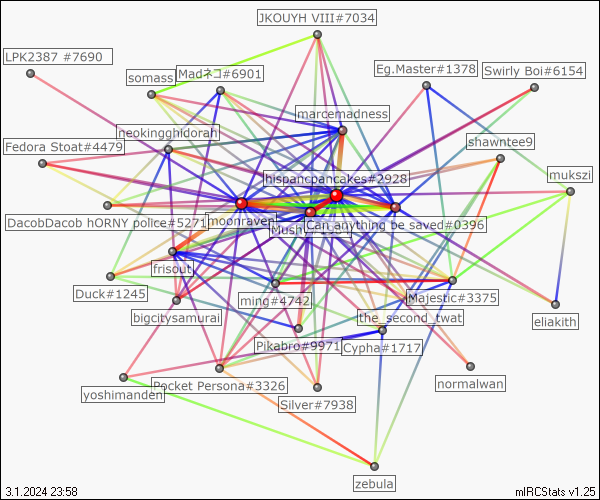 JKOUYH VIII#7034
LPK2387 #7690
somass
Madネコ#6901
Eg.Master#1378
Swirly Boi#6154
marcemadness
neokingghidorah
shawntee9
Fedora Stoat#4479
hispancpancakes#2928
mukszi
DacobDacob hORNY police#5271
moonraven
Mush
Can_anything be saved#0396
frisout
Duck#1245
ming#4742
Majestic#3375
bigcitysamurai
the_second_twat
eliakith
Pikabro#9971
Cypha#1717
yoshimanden
Pocket Persona#3326
normalwan
Silver#7938
zebula
3.1.2024 23:58
mIRCStats v1.25